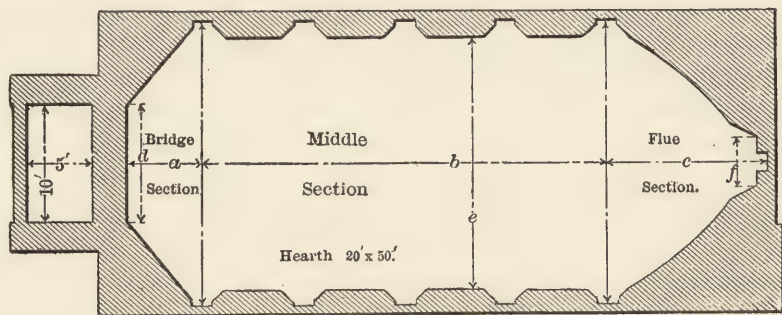 Bridge
Section
Middle
Section
Flue
Section.
10'
5'
d
a
b
c
f
e
Hearth 20' x 50.'